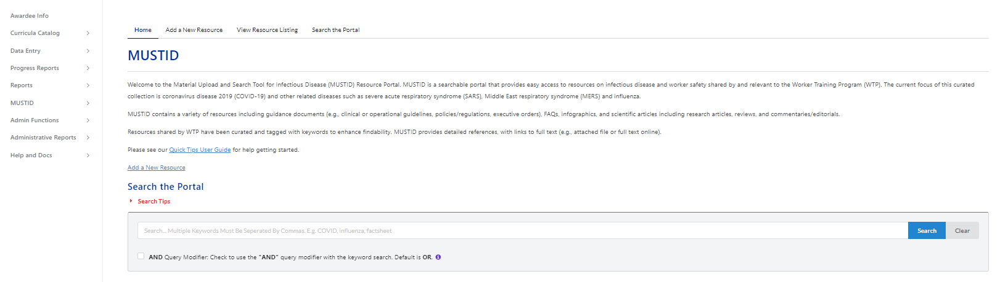 Awardee Info
Curricula Catalog
Data Entry
Progress Reports
Reports
MUSTID
Admin Functions
Administrative Reports
Help and Docs
Home Add a New Resource View Resource Listing Search the Portal
MUSTID
Welcome to the Material Upload and Search Tool for Infectious Disease (MUSTID) Resource Portal. MUSTID is a searchable portal that provides easy access to resources on infectious disease and worker safety shared by and relevant to the Worker Training Program (WTP). The current focus of this curated
collection is coronavirus disease 2019 (COVID-19) and other related diseases such as severe acute respiratory syndrome (SARS), Middle East respiratory syndrome (MERS) and influenza.
MUSTID contains a variety of resources including guidance documents (e.g., clinical or operational guidelines, policies/regulations, executive orders), FAQs, infographics, and scientific articles including research articles, reviews, and commentaries/editorials.
Resources shared by WTP have been curated and tagged with keywords to enhance findability. MUSTID provides detailed references, with links to full text (e.g., attached file or full text online).
Please see our Quick Tips User Guide for help getting started.
Add a New Resource
Search the Portal
Search Tips
Search... Multiple Keywords Must Be Seperated By Commas. E.g. COVID, influenza, factsheet Search Clear
AND Query Modifier: Check to use the "AND" query modifier with the keyword search. Default is OR.